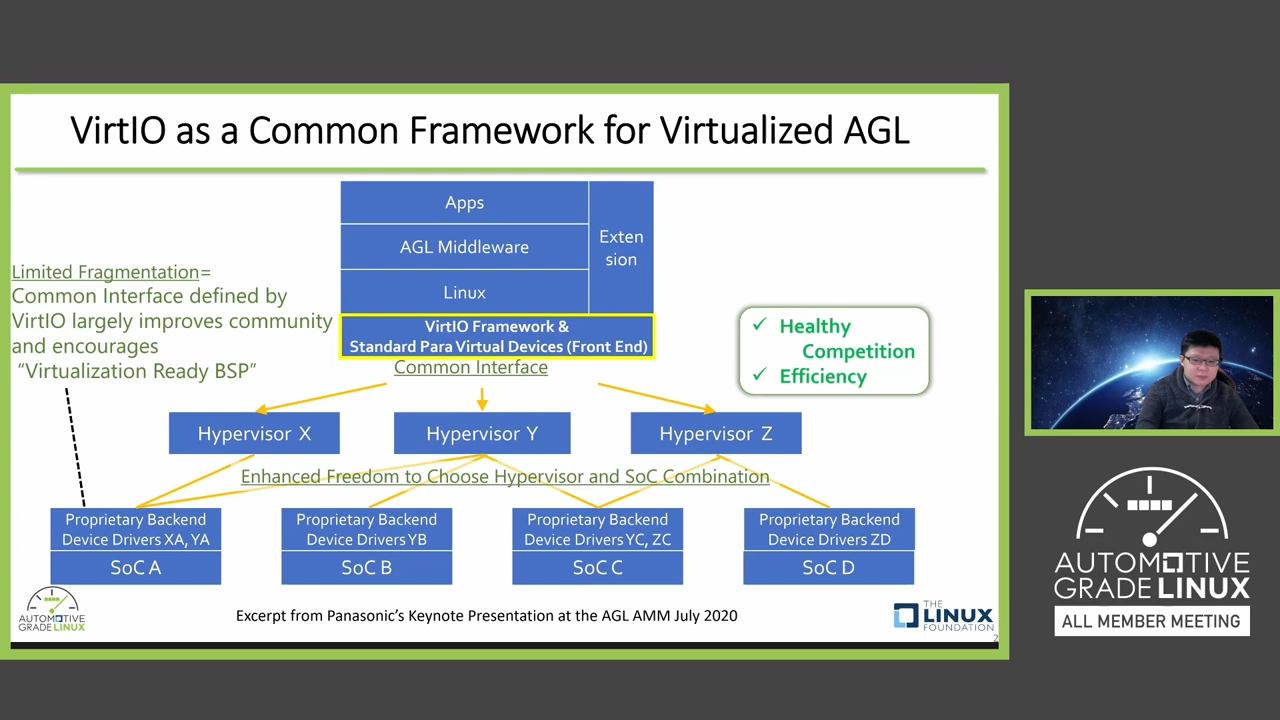 VirtIO as a Common Framework for Virtualized AGL
Apps
AGL Middleware
Linux
Exten
sion
VirtIO Framework &
Standard Para Virtual Devices (Front End)
Common Interface
Limited Fragmentation=
Common Interface defined by
VirtIO largely improves community
and encourages
“Virtualization Ready BSP”
✓ Healthy
Competition
✓ Efficiency
Hypervisor X
Hypervisor Y
Hypervisor Z
Enhanced Freedom to Choose Hypervisor and SoC Combination
Proprietary Backend
Device Drivers XA, YA
SoC A
Proprietary Backend
Device Drivers YB
SoC B
Proprietary Backend
Device Drivers YC, ZC
SoC C
Proprietary Backend
Device Drivers ZD
SoC D
AUTOMOTIVE
GRADE LINUX
Excerpt from Panasonic’s Keynote Presentation at the AGL AMM July 2020
THE
LINUX
FOUNDATION
2
AUTOMOTIVE
GRADE LINUX
ALL MEMBER MEETING